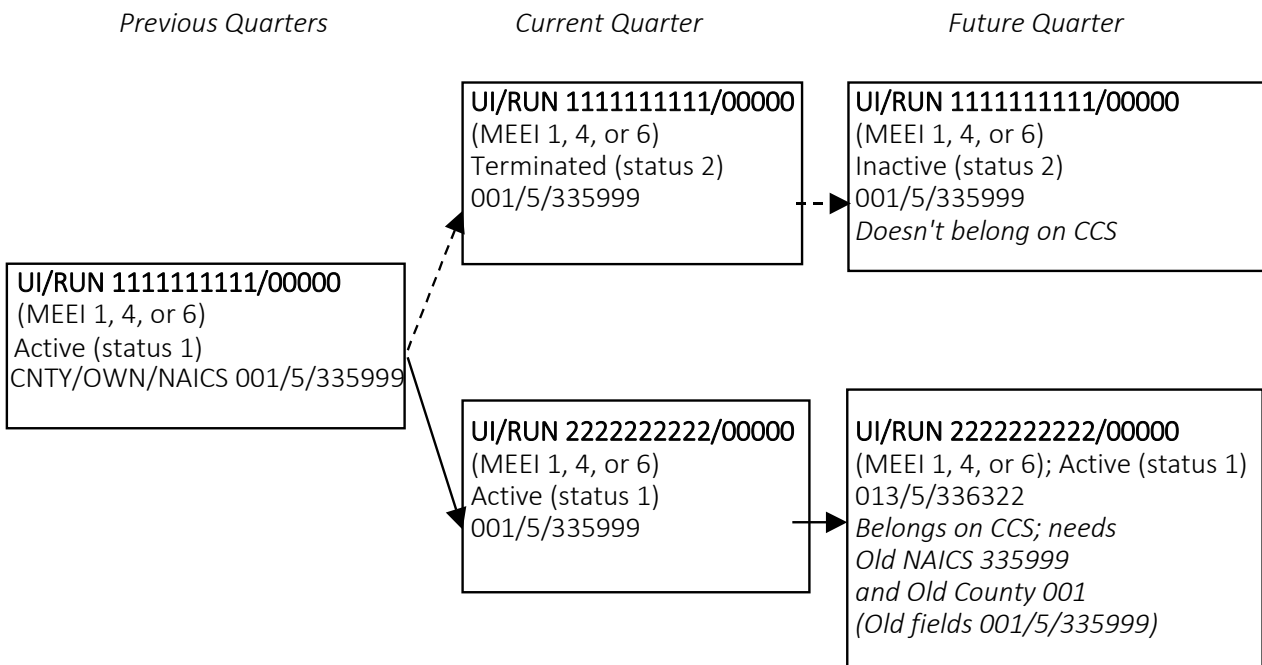 Previous Quarters
Current Quarter
Future Quarter
UI/RUN 1111111111/00000
(MEEI 1, 4, or 6)
Active (status 1)
CNTY/OWN/NAICS 001/5/335999
UI/RUN 1111111111/00000
(MEEI 1, 4, or 6)
Terminated (status 2)
001/5/335999
UI/RUN 1111111111/00000
(MEEI 1, 4, or 6)
Inactive (status 2)
001/5/335999
Doesn't belong on CCS
UI/RUN 2222222222/00000
(MEEI 1, 4, or 6)
Active (status 1)
001/5/335999
UI/RUN 2222222222/00000
(MEEI 1, 4, or 6); Active (status 1)
013/5/336322
Belongs on CCS; needs
Old NAICS 335999
and Old County 001
(Old fields 001/5/335999)